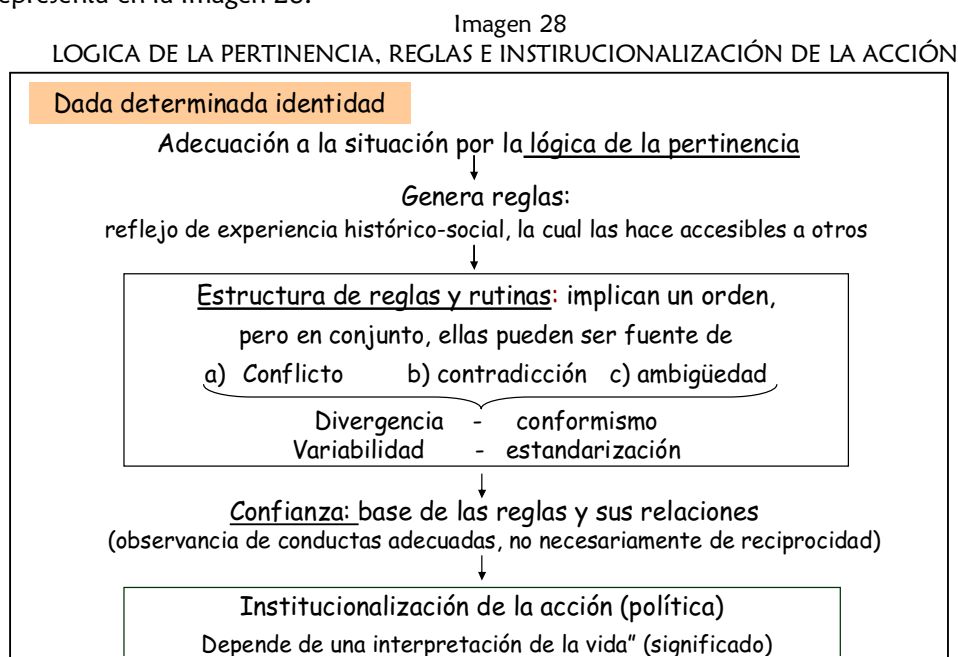 epresenta en la Imagen 28.
Imagen 28
LOGICA DE LA PERTINENCIA, REGLAS E INSTIRUCIONALIZACIÓN DE LA ACCIÓN
Dada determinada identidad
Adecuación a la situación por la lógica de la pertinencia
Genera reglas:
reflejo de experiencia histórico-social, la cual las hace accesibles a otros
Estructura de reglas y rutinas: implican un orden,
pero en conjunto, ellas pueden ser fuente de
a) Conflicto b) contradicción c) ambigüedad
Divergencia - conformismo
Variabilidad - estandarización
Confianza: base de las reglas y sus relaciones
(observancia de conductas adecuadas, no necesariamente de reciprocidad)
Institucionalización de la acción (política)
Depende de una interpretación de la vida” (significado)